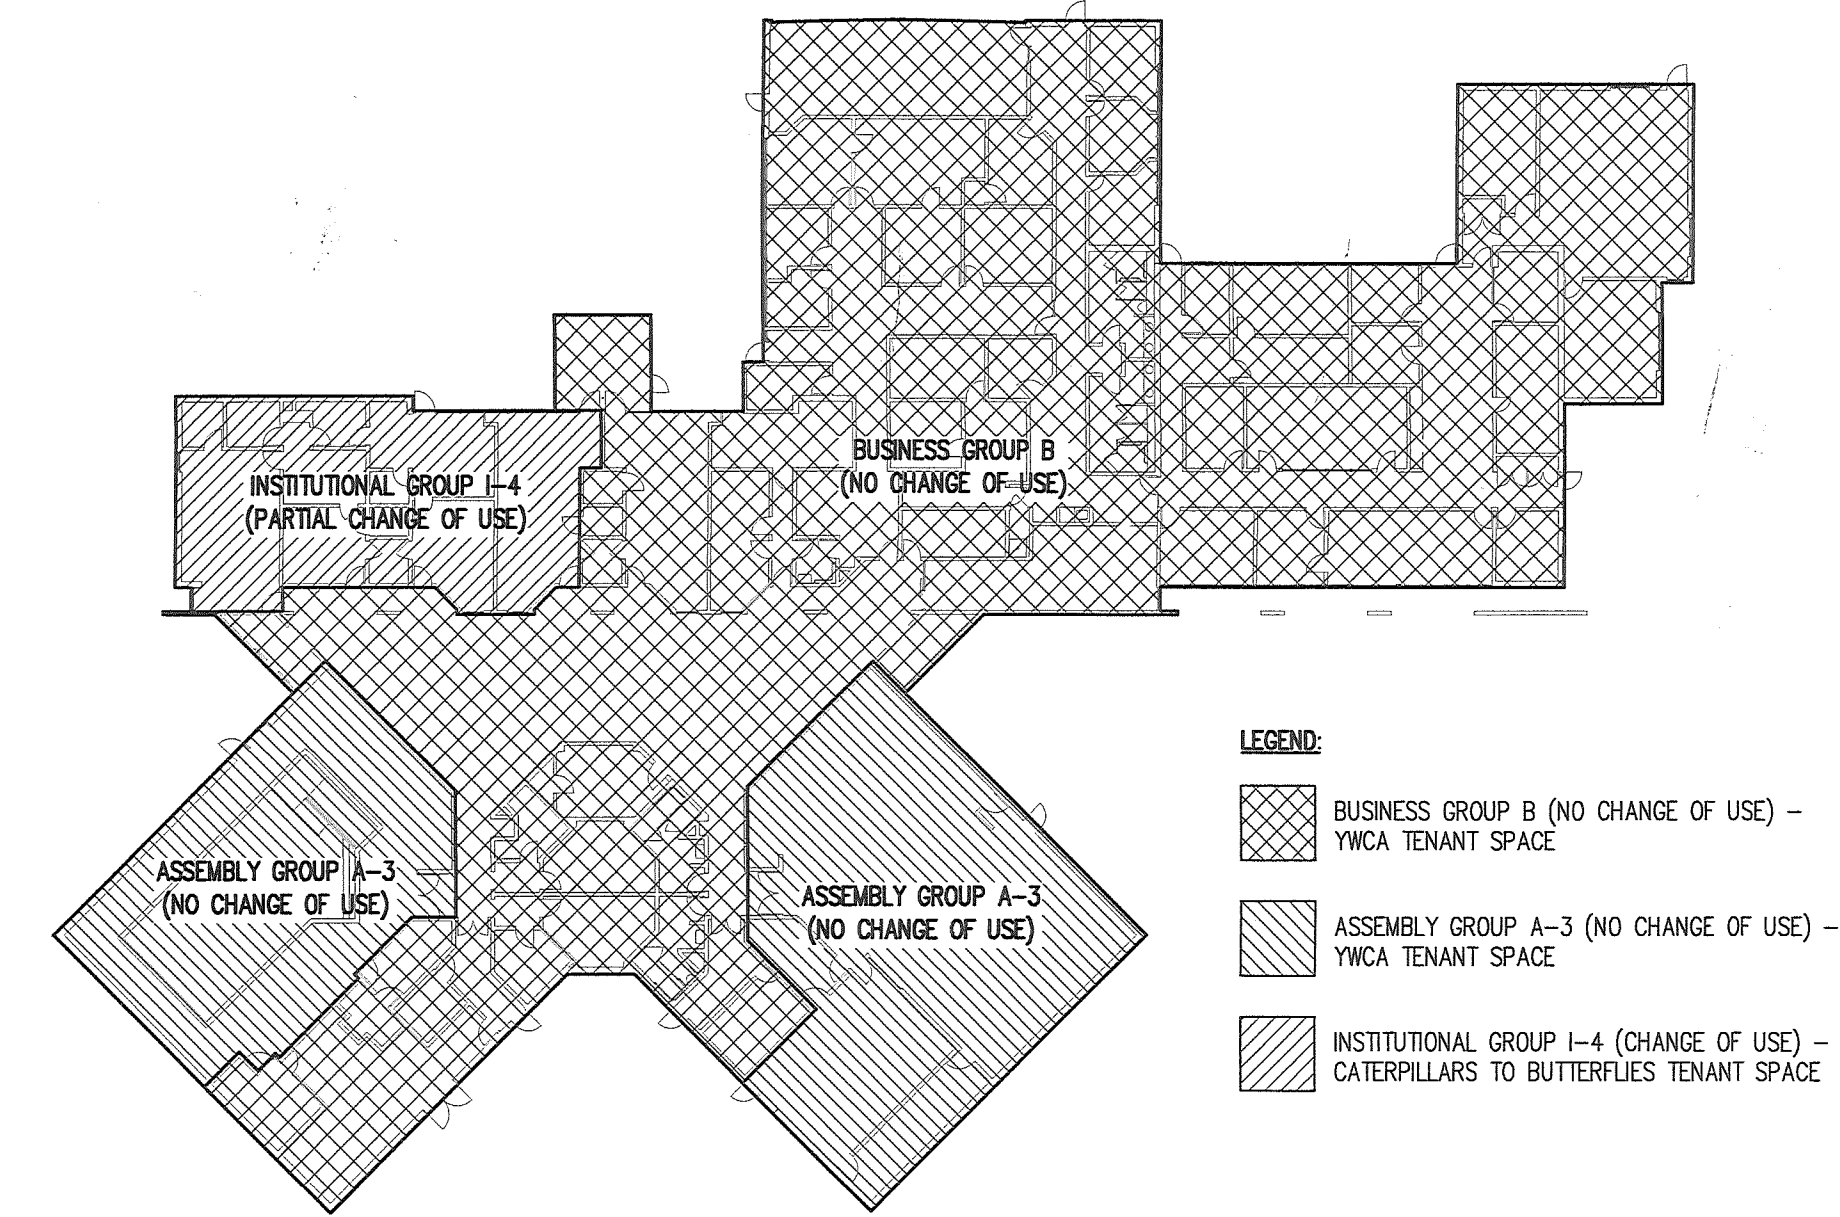 BUSINESS GROUP B
(NO CHANGE OF USE)
INSTITUTIONAL GROUP I-4
(PARTIAL CHANGE OF USE)
ASSEMBLY GROUP A-3
(NO CHANGE OF USE)
ASSEMBLY GROUP A-3
(NO CHANGE OF USE)
LEGEND:
BUSINESS GROUP B (NO CHANGE OF USE) –
YWCA TENANT SPACE
ASSEMBLY GROUP A-3 (NO CHANGE OF USE) –
YWCA TENANT SPACE
INSTITUTIONAL GROUP I-4 (CHANGE OF USE) –
CATERPILLARS TO BUTTERFLIES TENANT SPACE